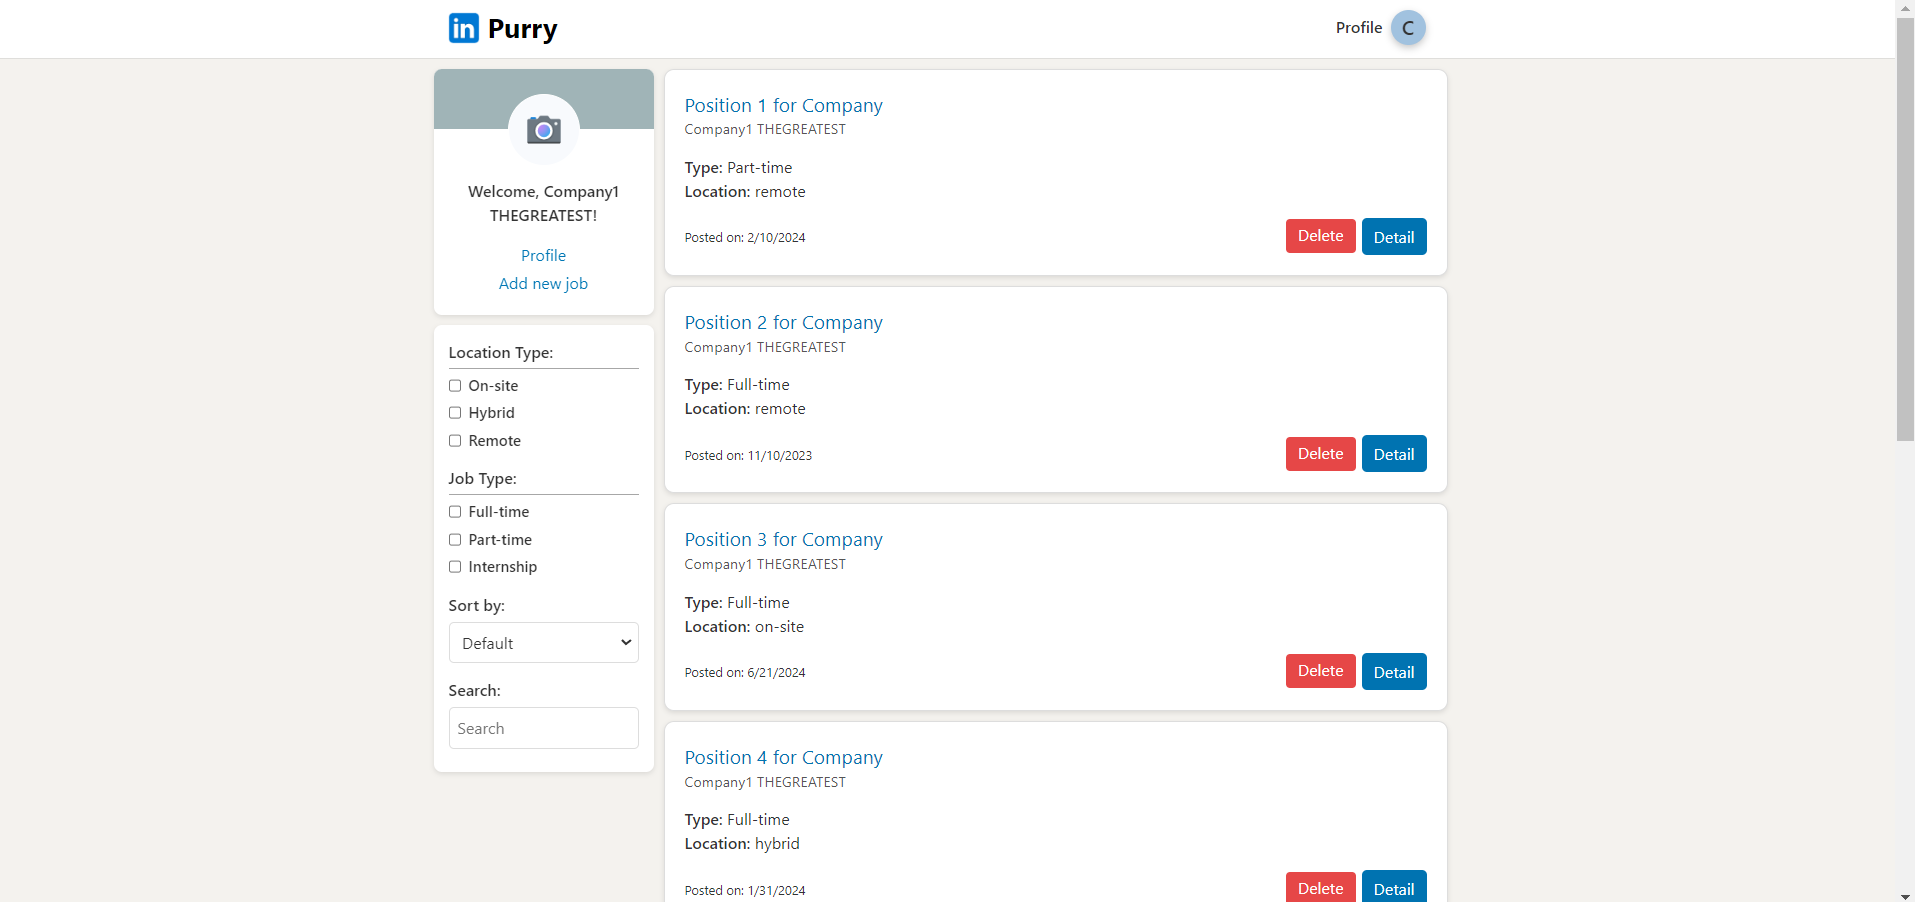 in Purry
Profile C
Welcome, Company1
THEGREATEST!
Profile
Add new job
Location Type:
On-site
Hybrid
Remote
Job Type:
Full-time
Part-time
Internship
Sort by:
Default
Search:
Search
Position 1 for Company
Company1 THEGREATEST
Type: Part-time
Location: remote
Posted on: 2/10/2024
Delete Detail
Position 2 for Company
Company1 THEGREATEST
Type: Full-time
Location: remote
Posted on: 11/10/2023
Delete Detail
Position 3 for Company
Company1 THEGREATEST
Type: Full-time
Location: on-site
Posted on: 6/21/2024
Delete Detail
Position 4 for Company
Company1 THEGREATEST
Type: Full-time
Location: hybrid
Posted on: 1/31/2024
Delete Detail